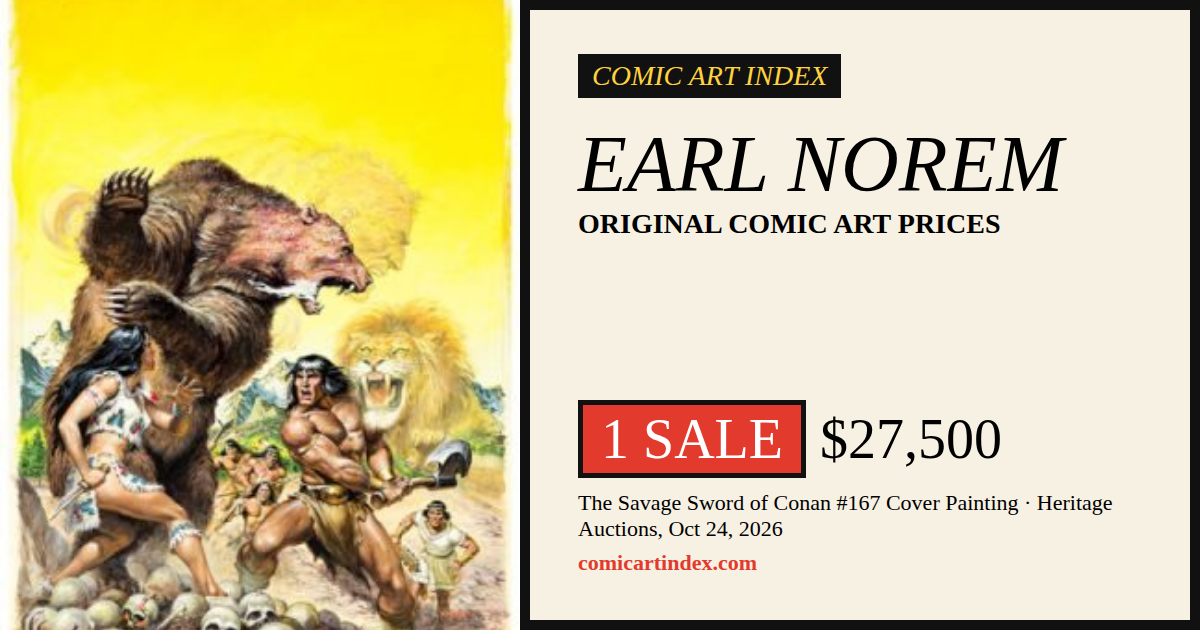 COMIC ART INDEX
EARL NOREM
ORIGINAL COMIC ART PRICES
1 SALE $27,500
The Savage Sword of Conan #167 Cover Painting · Heritage
Auctions, Oct 24, 2026
comicartindex.com